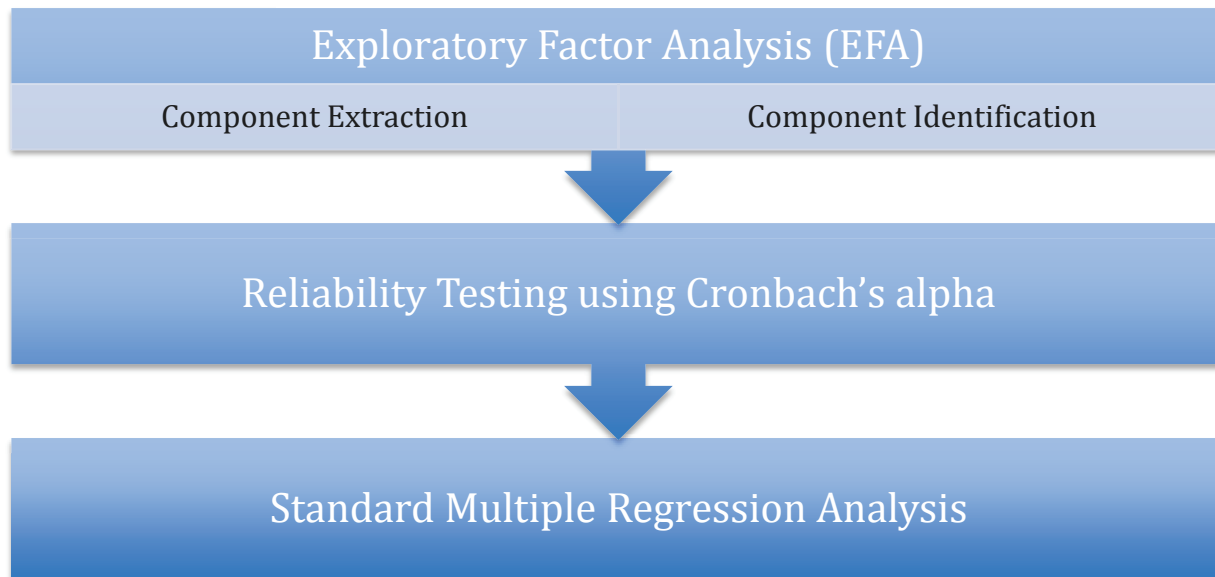 Exploratory Factor Analysis (EFA)
Component Extraction
Component Identification
Reliability Testing using Cronbach’s alpha
Standard Multiple Regression Analysis